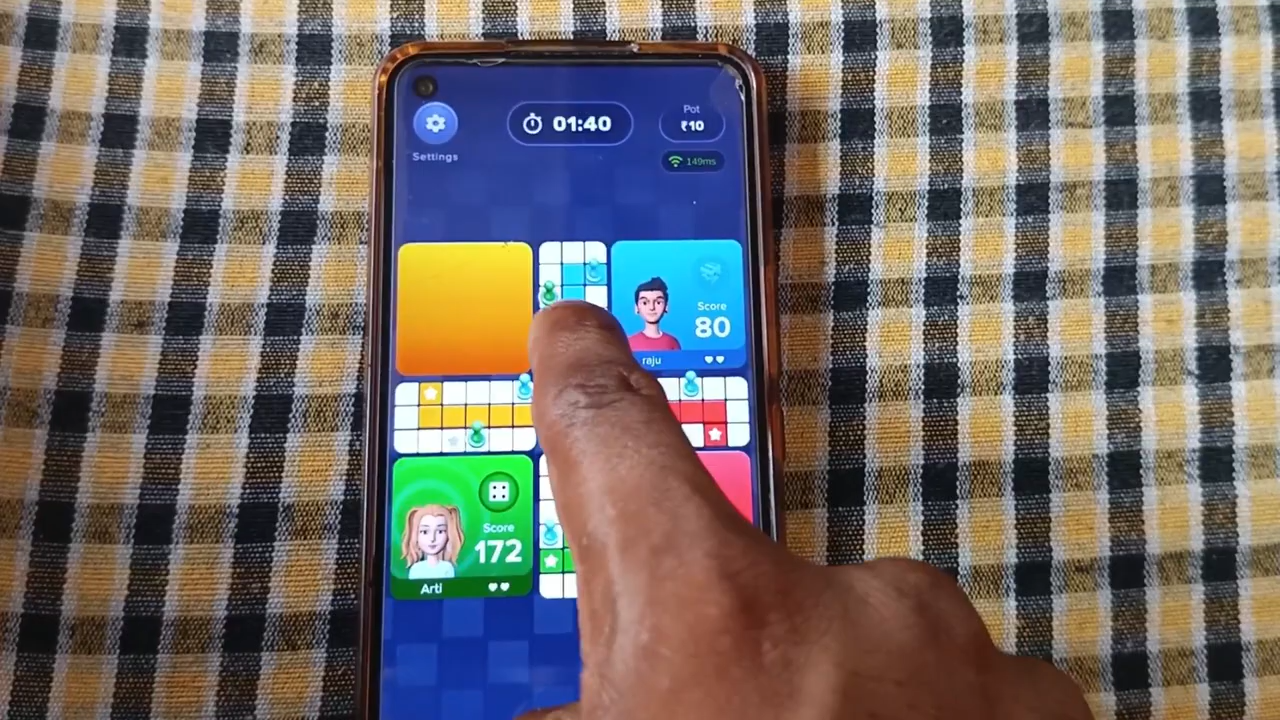 01:40
Pot
₹10
Settings
149ms
Score
80
raju
Score
172
Arti